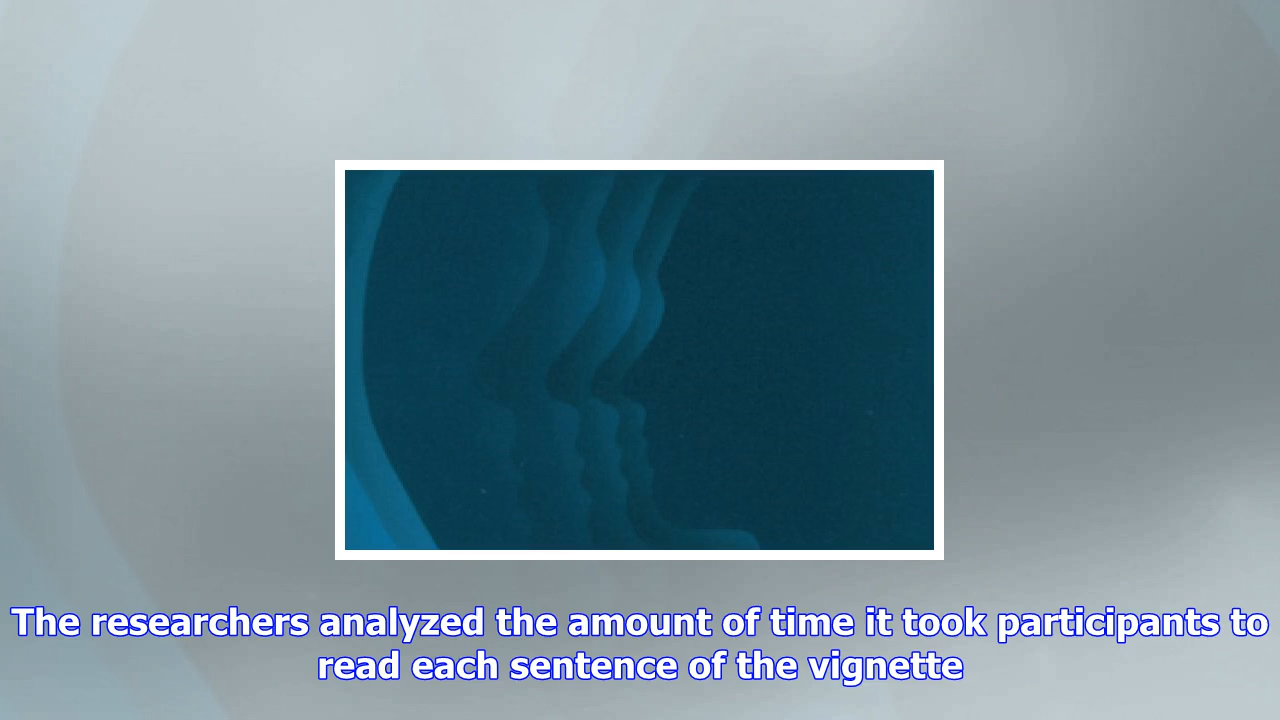 The researchers analyzed the amount of time it took participants to
read each sentence of the vignette